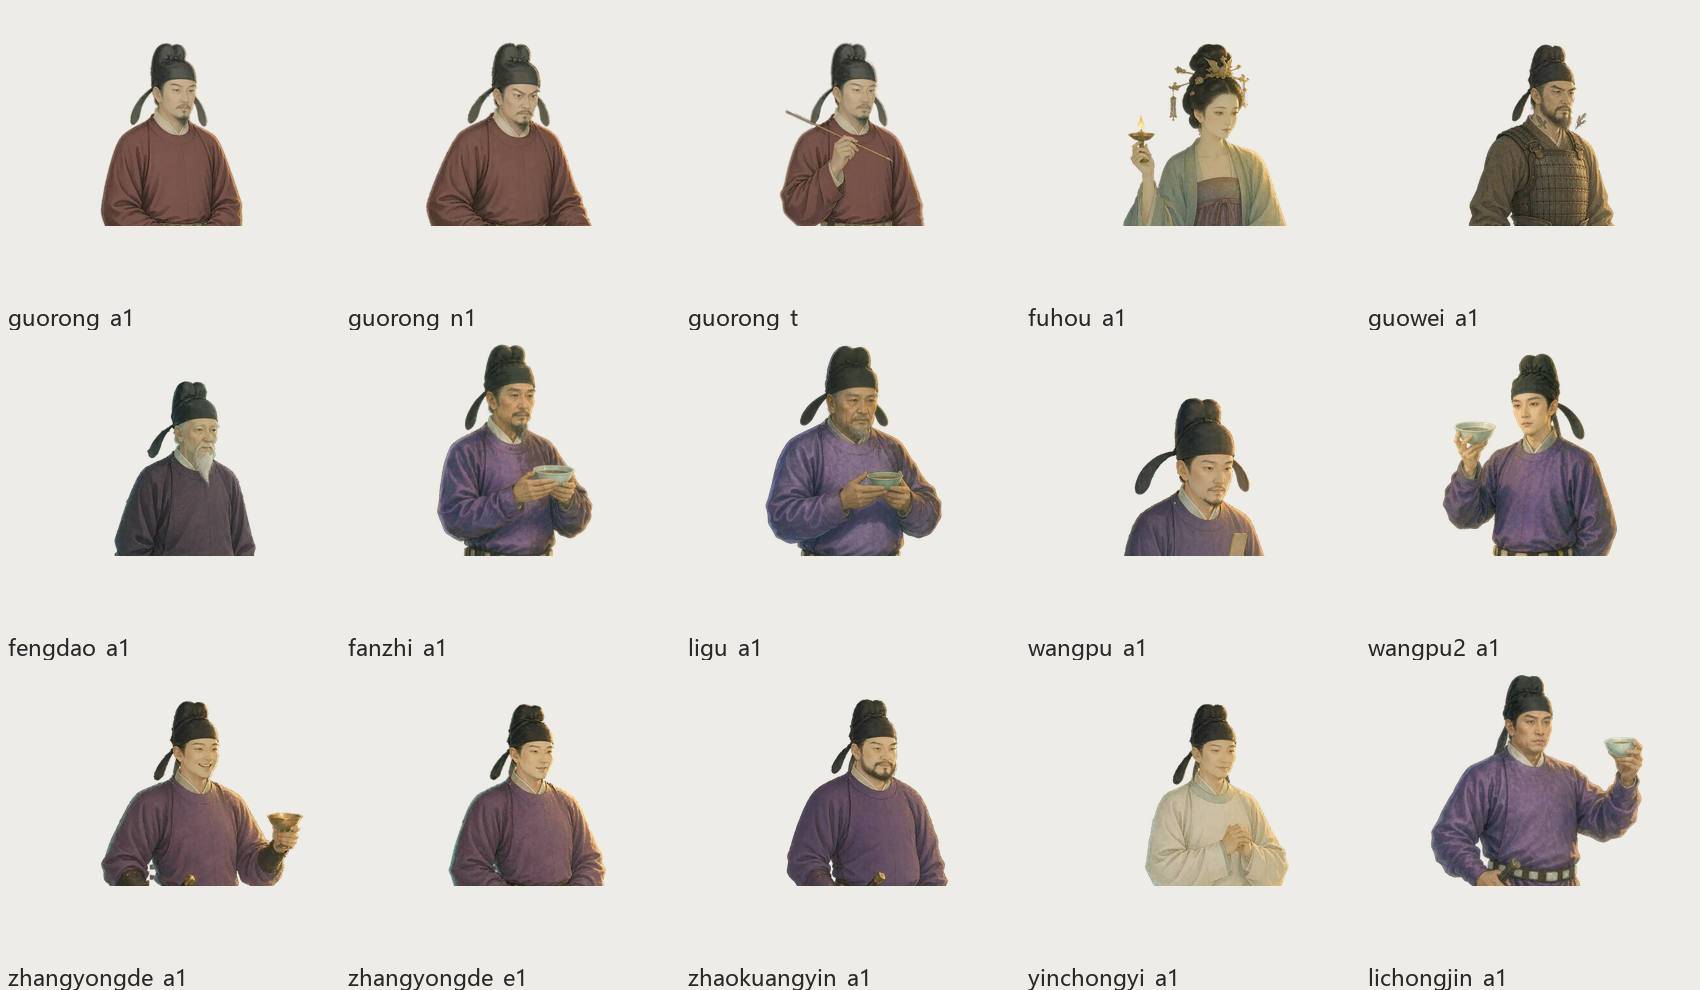 guorong a1
guorong n1
guorong t
fuhou a1
guowei a1
fengdao a1
fanzhi a1
ligu a1
wangpu a1
wangpu2 a1
zhangyongde a1
zhangyongde e1
zhaokuangyin a1
yinchongyi a1
lichongjin a1